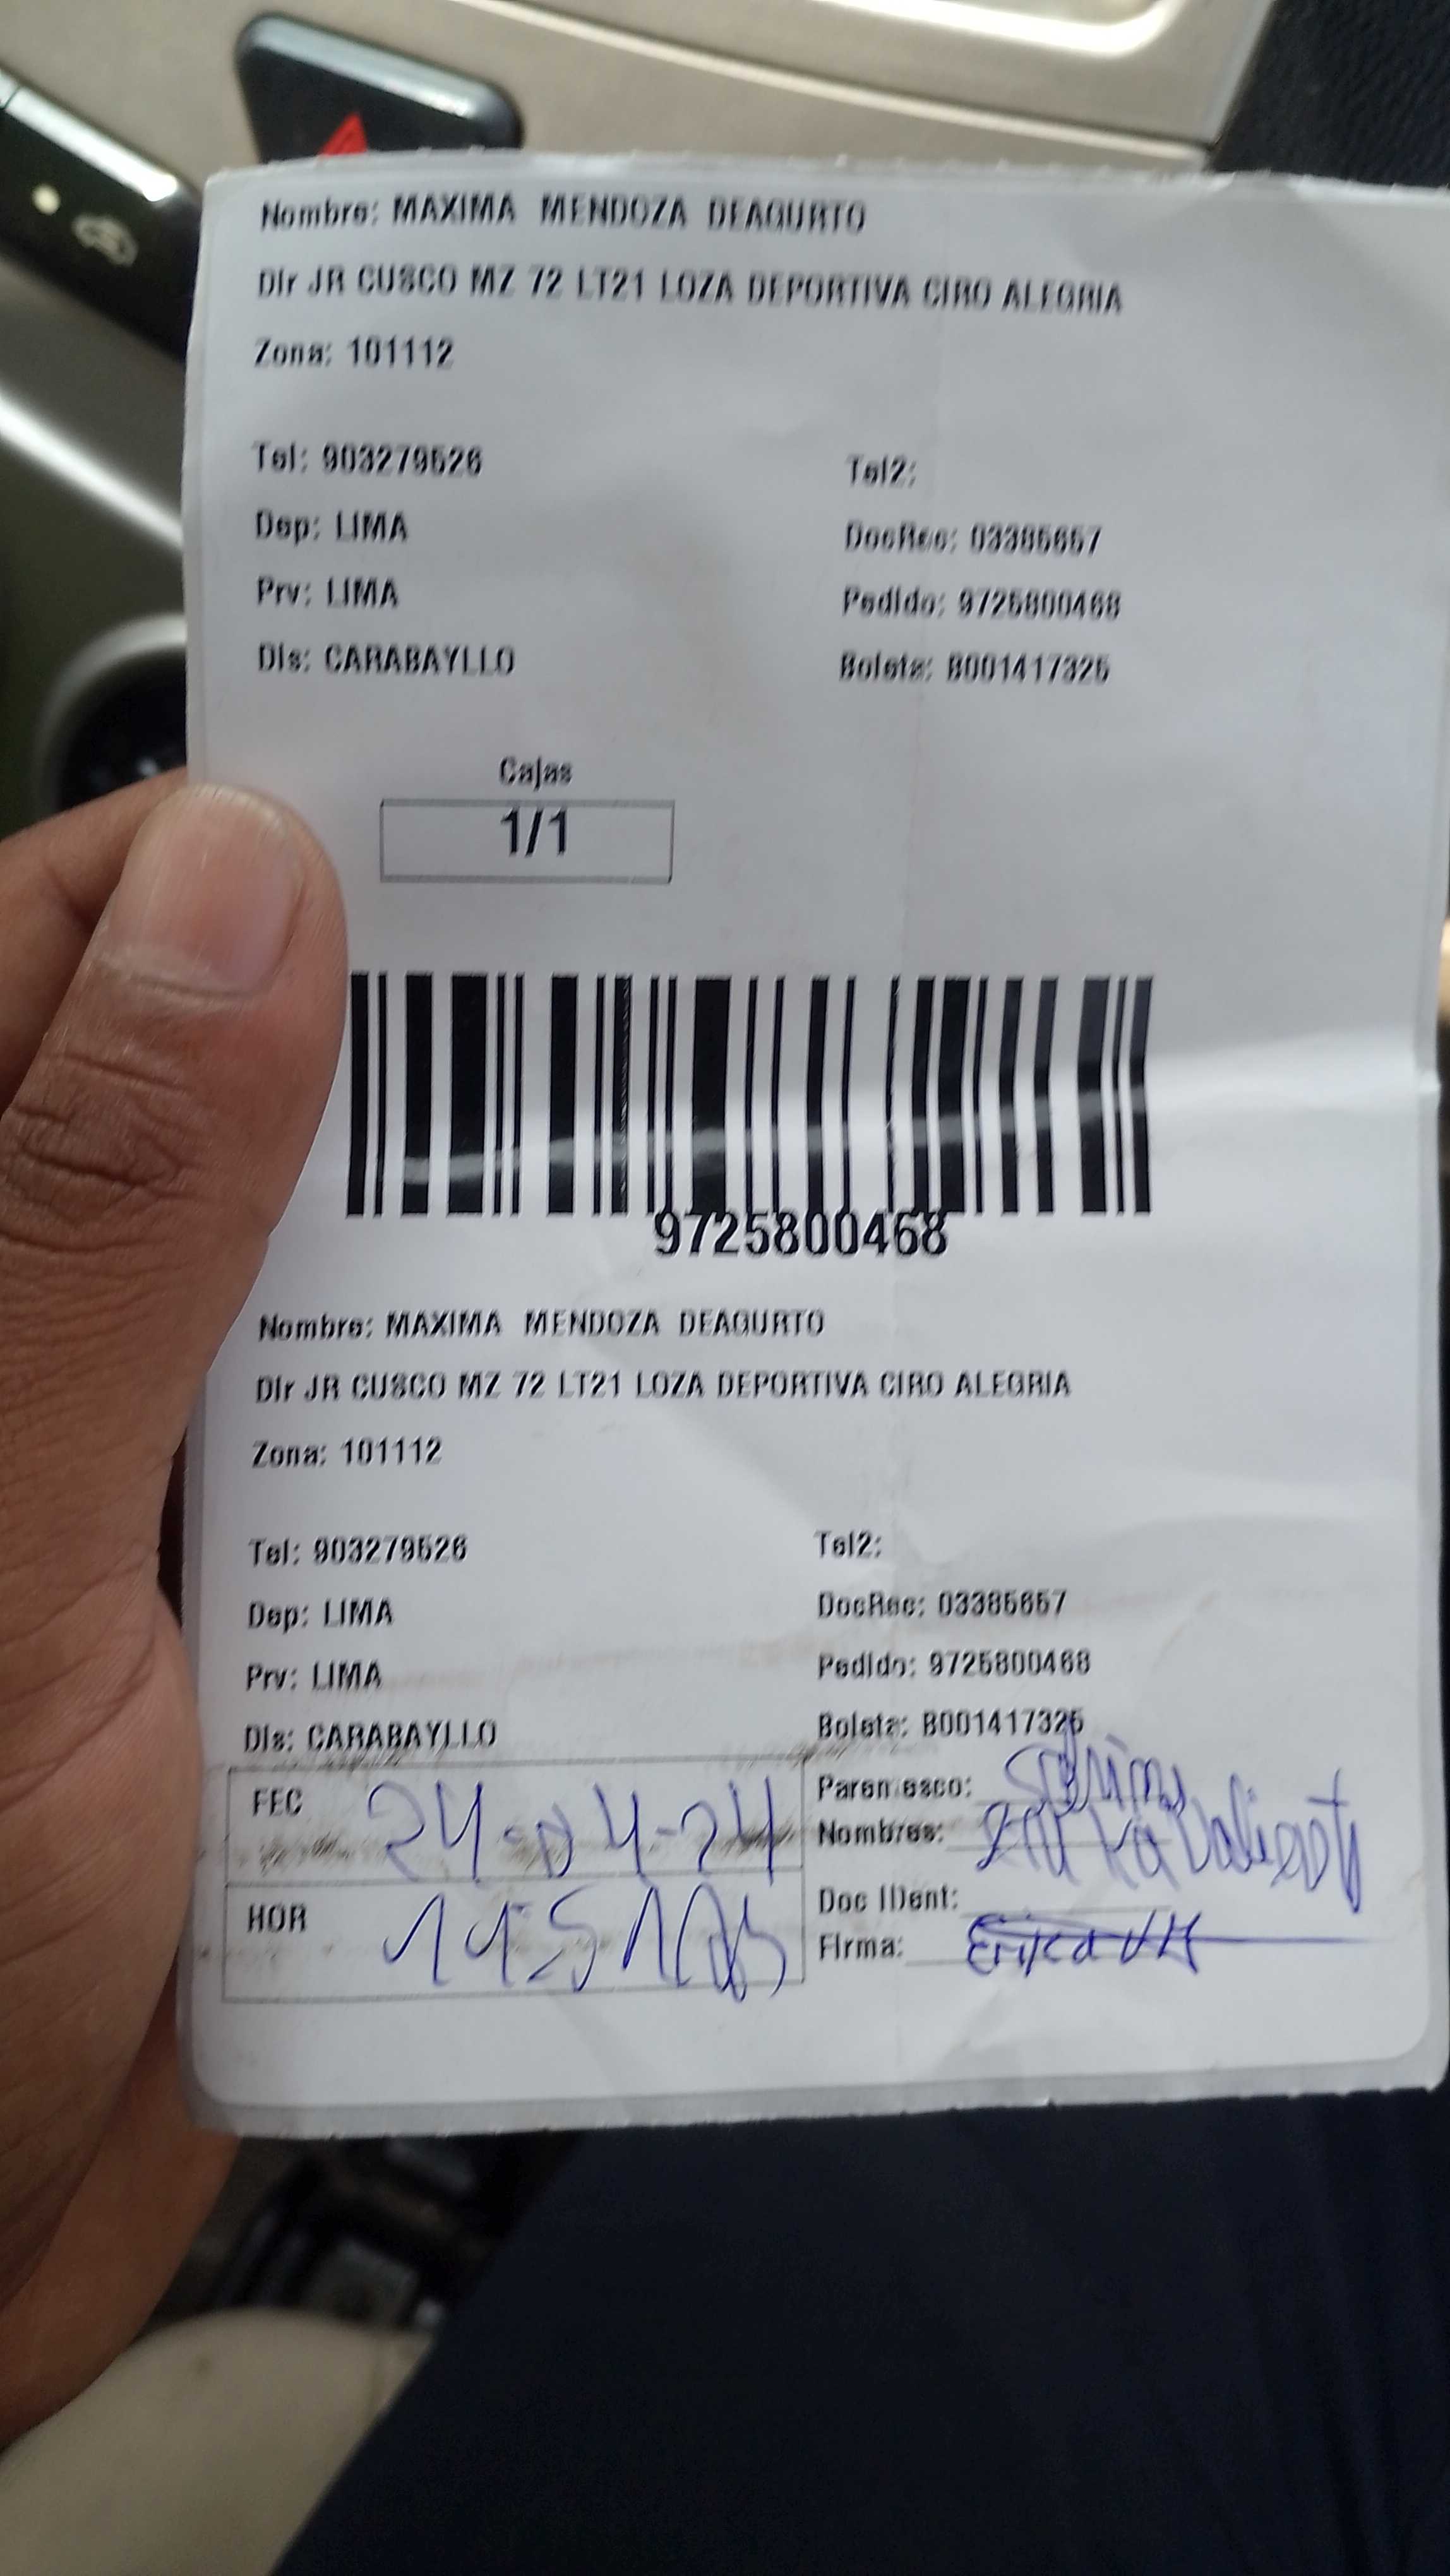 Nombre: MAXIMA MENDOZA DEAGURTO
Dir JR CUSCO MZ 72 LT21 LOZA DEPORTIVA CIRO ALEGRIA
Zona: 101112
Tel: 903279526 Tel2:
Dep: LIMA DocRec: 03385657
Prv: LIMA Pedido: 9725800468
Dis: CARABAYLLO Boleta: B001417325
Cajas
1/1
9725800468
Nombre: MAXIMA MENDOZA DEAGURTO
Dir JR CUSCO MZ 72 LT21 LOZA DEPORTIVA CIRO ALEGRIA
Zona: 101112
Tel: 903279526 Tel2:
Dep: LIMA DocRec: 03385657
Prv: LIMA Pedido: 9725800468
Dis: CARABAYLLO Boleta: B001417325
FEC 24-04-24 Parentesco:
Nombres:
HOR Doc IDent:
Firma: Erika VH